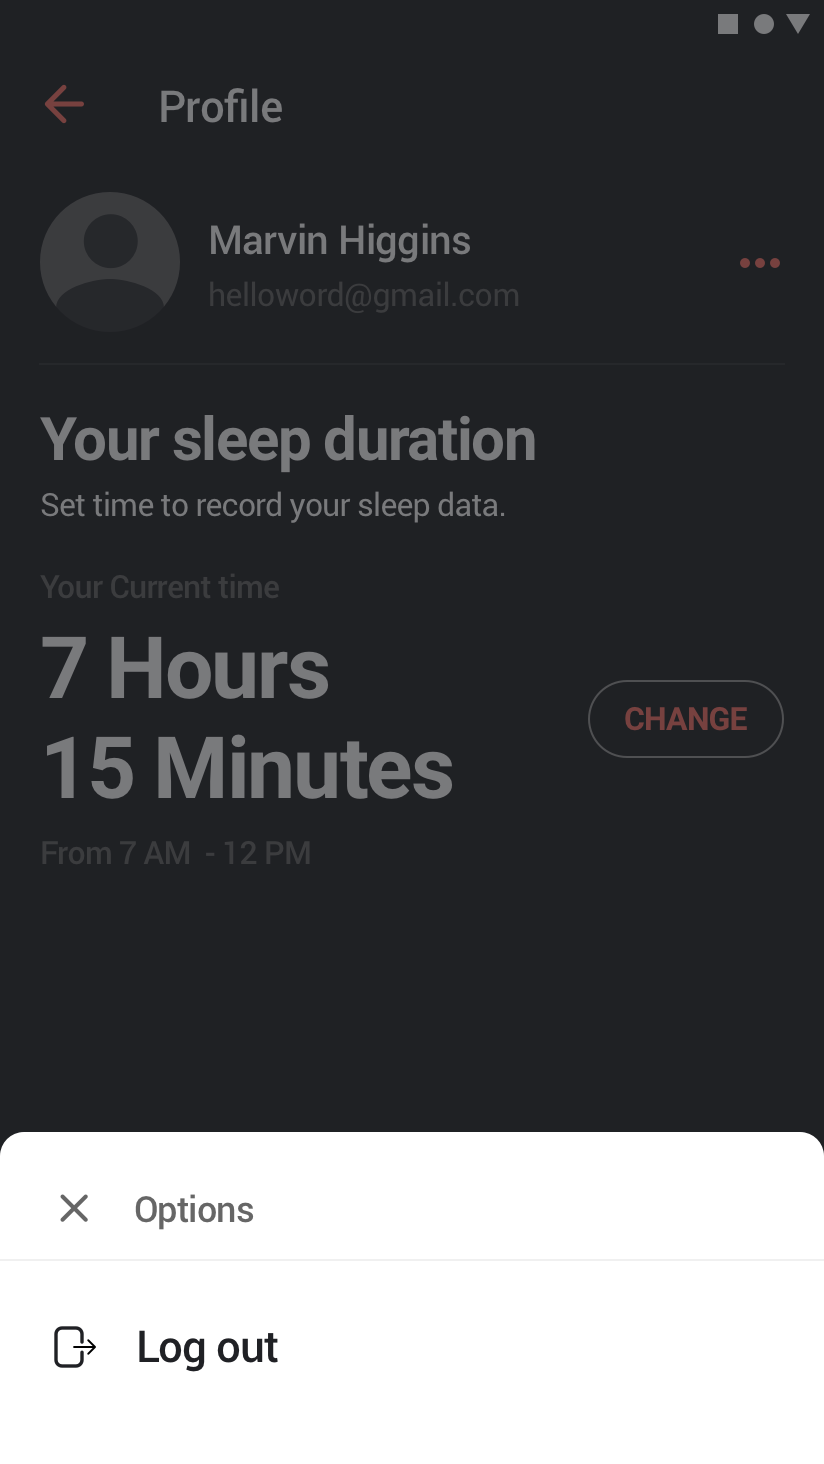 Profile
Marvin Higgins
helloword@gmail.com
Your sleep duration
Set time to record your sleep data.
Your Current time
7 Hours
15 Minutes
CHANGE
From 7 AM  - 12 PM
Options
Log out